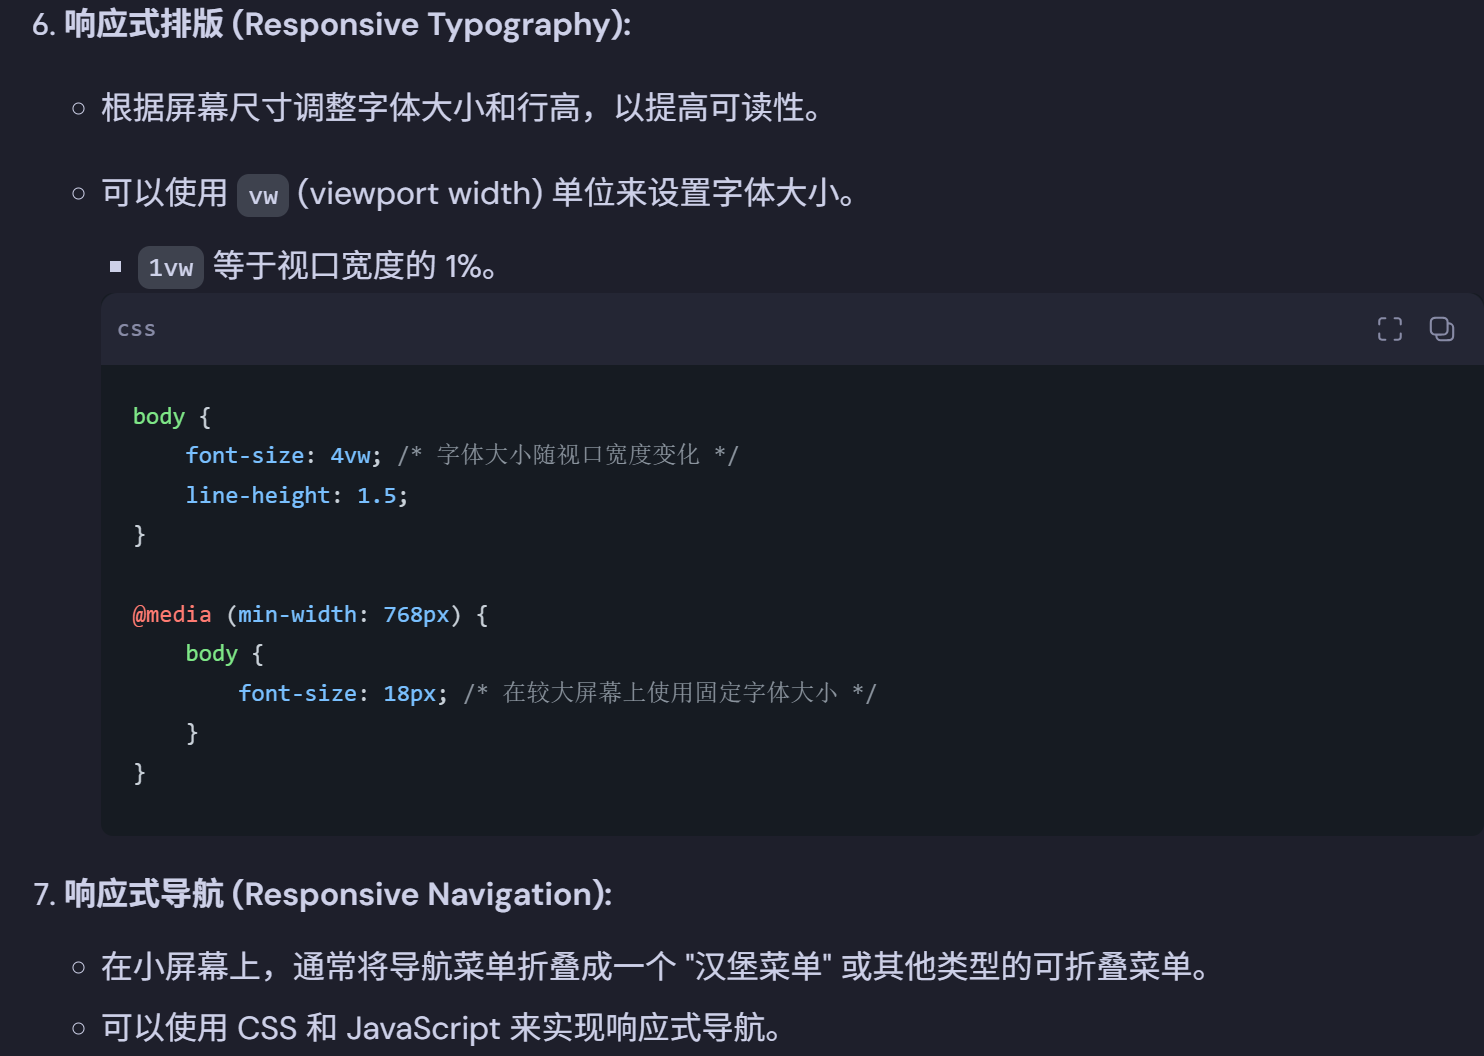 6. 响应式排版 (Responsive Typography):
根据屏幕尺寸调整字体大小和行高，以提高可读性。
可以使用 vw (viewport width) 单位来设置字体大小。
1vw 等于视口宽度的 1%。
CSS
body {
    font-size: 4vw; /* 字体大小随视口宽度变化 */
    line-height: 1.5;
}
@media (min-width: 768px) {
    body {
        font-size: 18px; /* 在较大屏幕上使用固定字体大小 */
    }
}
7. 响应式导航 (Responsive Navigation):
在小屏幕上，通常将导航菜单折叠成一个 "汉堡菜单" 或其他类型的可折叠菜单。
可以使用 CSS 和 JavaScript 来实现响应式导航。